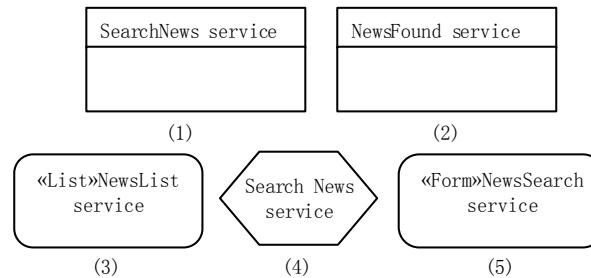 SearchNews service
NewsFound service
(1)
(2)
«List»NewsList
service
Search News
service
«Form»NewsSearch
service
(3)
(4)
(5)